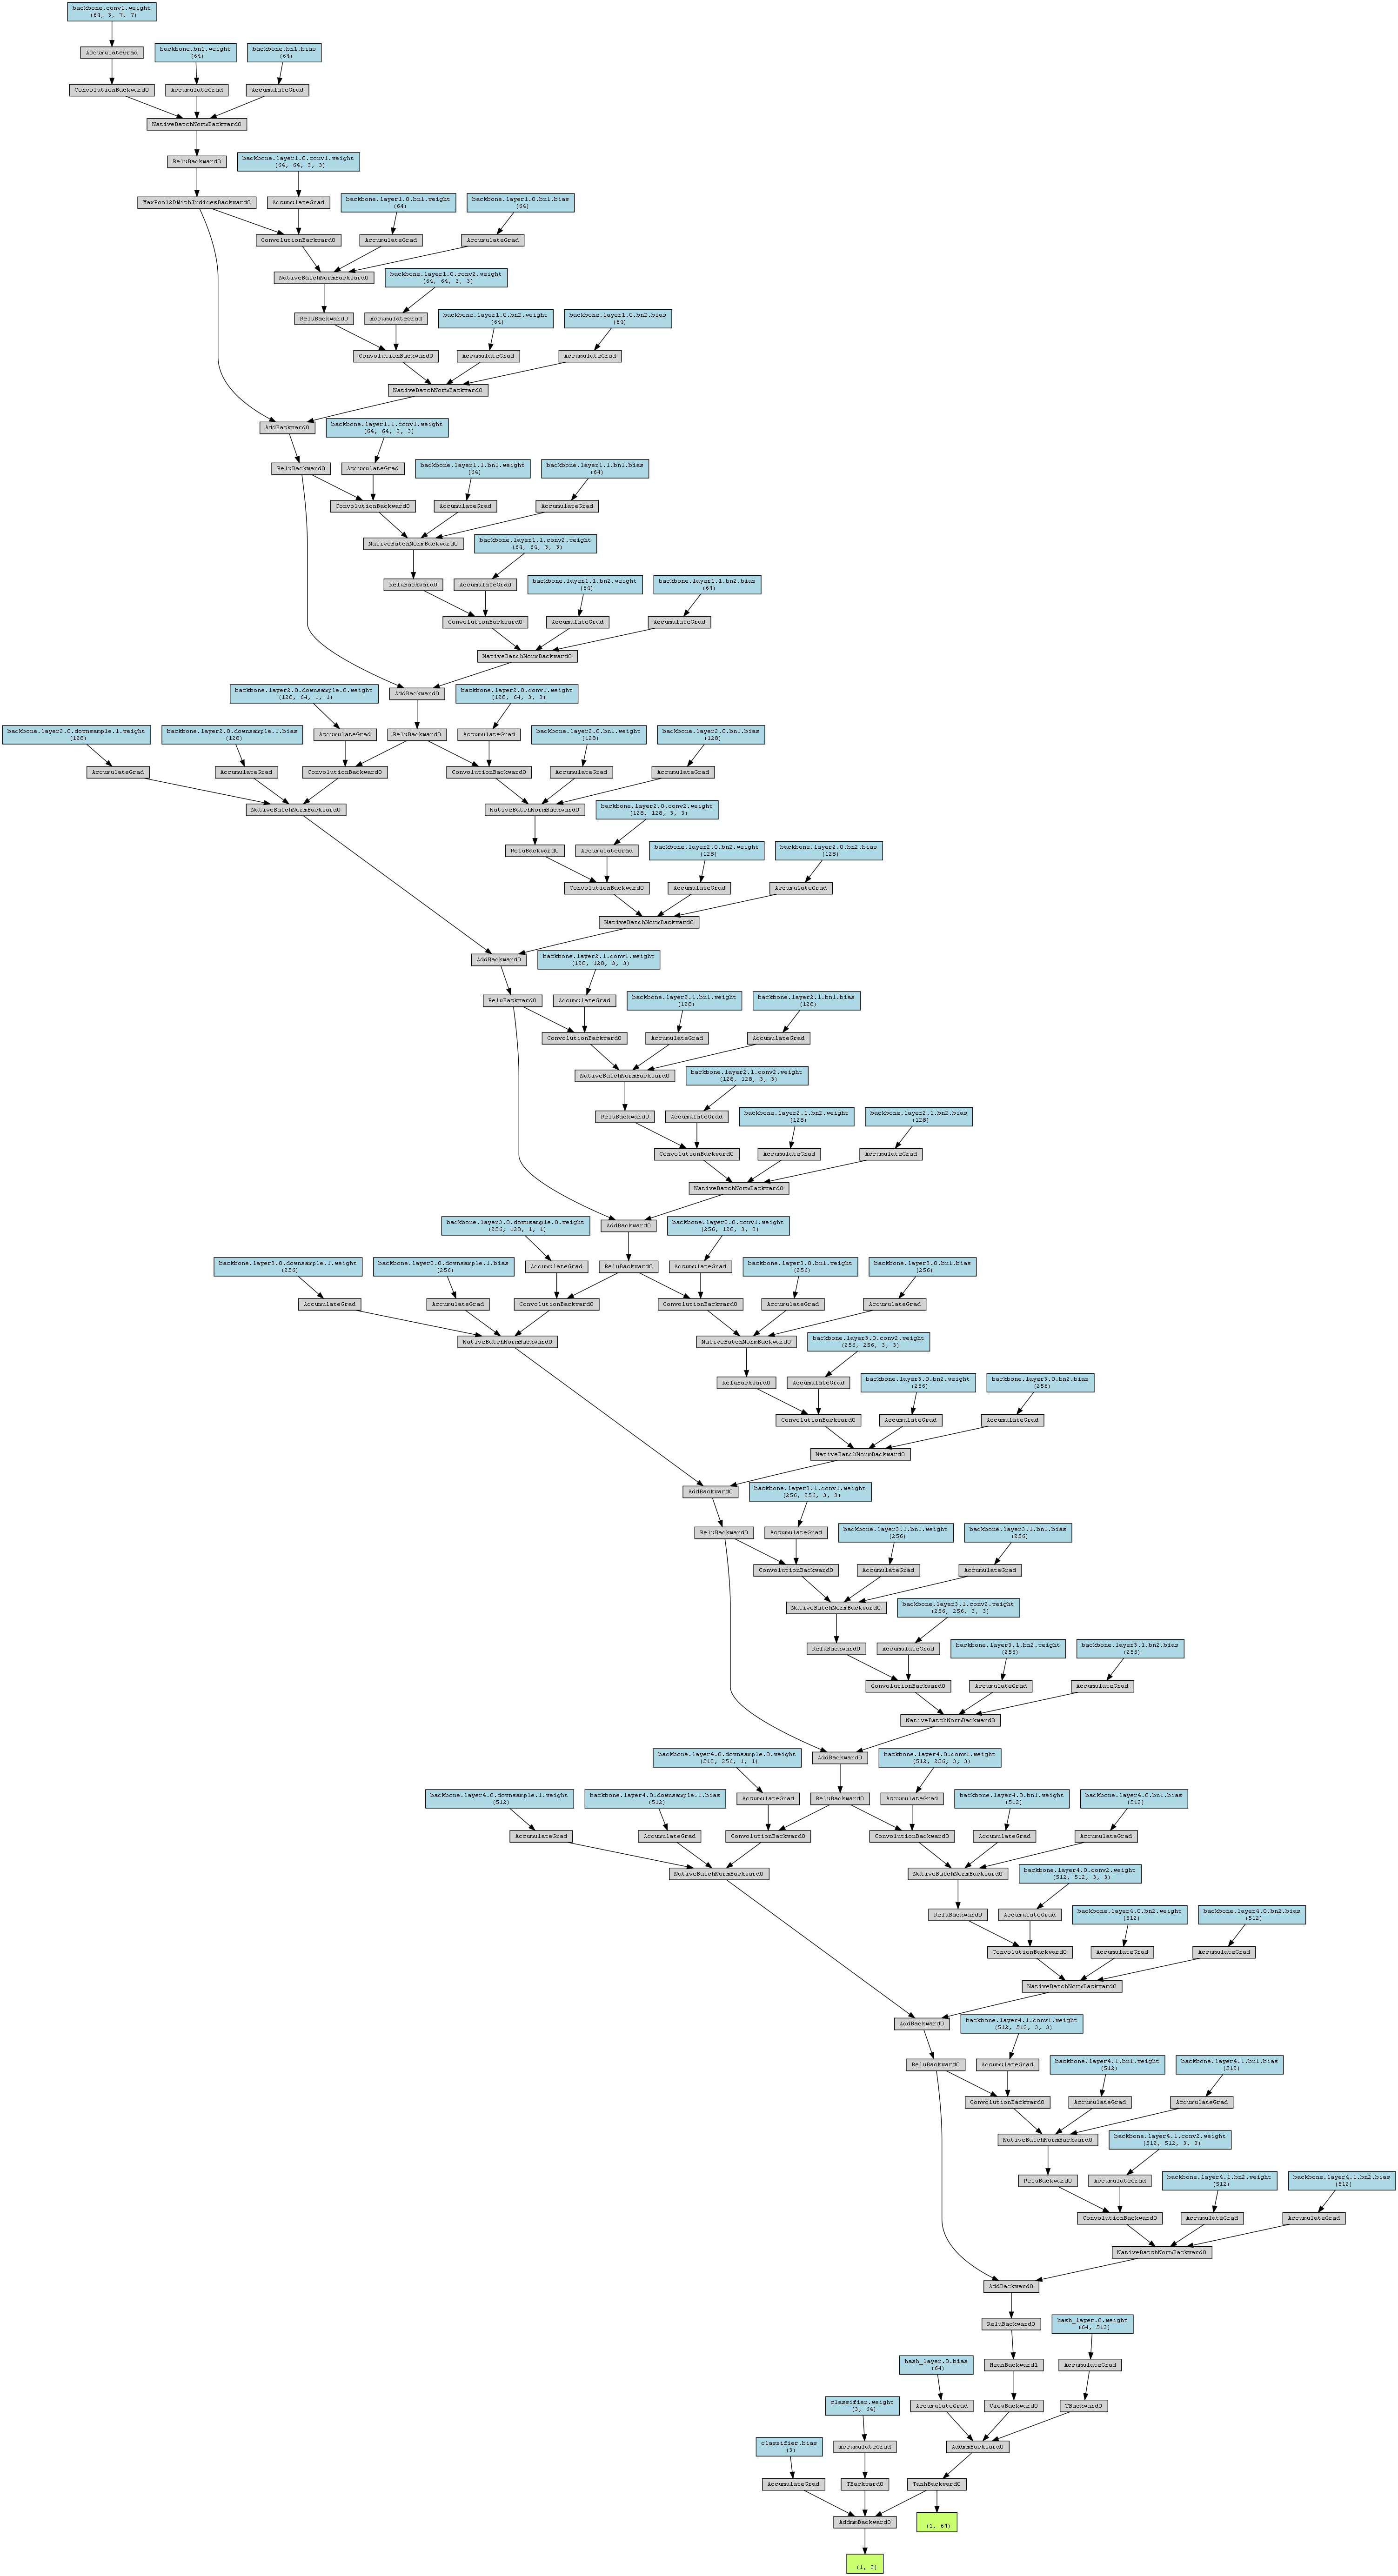 backbone.conv1.weight
(64, 3, 7, 7)
AccumulateGrad
backbone.bn1.weight
(64)
backbone.bn1.bias
(64)
ConvolutionBackward0
AccumulateGrad
AccumulateGrad
NativeBatchNormBackward0
ReluBackward0
backbone.layer1.0.conv1.weight
(64, 64, 3, 3)
MaxPool2DWithIndicesBackward0
AccumulateGrad
backbone.layer1.0.bn1.weight
(64)
backbone.layer1.0.bn1.bias
(64)
ConvolutionBackward0
AccumulateGrad
AccumulateGrad
NativeBatchNormBackward0
backbone.layer1.0.conv2.weight
(64, 64, 3, 3)
ReluBackward0
AccumulateGrad
backbone.layer1.0.bn2.weight
(64)
backbone.layer1.0.bn2.bias
(64)
ConvolutionBackward0
AccumulateGrad
AccumulateGrad
NativeBatchNormBackward0
AddBackward0
backbone.layer1.1.conv1.weight
(64, 64, 3, 3)
ReluBackward0
AccumulateGrad
backbone.layer1.1.bn1.weight
(64)
backbone.layer1.1.bn1.bias
(64)
ConvolutionBackward0
AccumulateGrad
AccumulateGrad
NativeBatchNormBackward0
backbone.layer1.1.conv2.weight
(64, 64, 3, 3)
ReluBackward0
AccumulateGrad
backbone.layer1.1.bn2.weight
(64)
backbone.layer1.1.bn2.bias
(64)
ConvolutionBackward0
AccumulateGrad
AccumulateGrad
NativeBatchNormBackward0
AddBackward0
backbone.layer2.0.downsample.0.weight
(128, 64, 1, 1)
backbone.layer2.0.conv1.weight
(128, 64, 3, 3)
backbone.layer2.0.downsample.1.weight
(128)
backbone.layer2.0.downsample.1.bias
(128)
AccumulateGrad
ReluBackward0
AccumulateGrad
backbone.layer2.0.bn1.weight
(128)
backbone.layer2.0.bn1.bias
(128)
AccumulateGrad
AccumulateGrad
ConvolutionBackward0
ConvolutionBackward0
AccumulateGrad
AccumulateGrad
NativeBatchNormBackward0
NativeBatchNormBackward0
backbone.layer2.0.conv2.weight
(128, 128, 3, 3)
ReluBackward0
AccumulateGrad
backbone.layer2.0.bn2.weight
(128)
backbone.layer2.0.bn2.bias
(128)
ConvolutionBackward0
AccumulateGrad
AccumulateGrad
NativeBatchNormBackward0
AddBackward0
backbone.layer2.1.conv1.weight
(128, 128, 3, 3)
ReluBackward0
AccumulateGrad
backbone.layer2.1.bn1.weight
(128)
backbone.layer2.1.bn1.bias
(128)
ConvolutionBackward0
AccumulateGrad
AccumulateGrad
NativeBatchNormBackward0
backbone.layer2.1.conv2.weight
(128, 128, 3, 3)
ReluBackward0
AccumulateGrad
backbone.layer2.1.bn2.weight
(128)
backbone.layer2.1.bn2.bias
(128)
ConvolutionBackward0
AccumulateGrad
AccumulateGrad
NativeBatchNormBackward0
AddBackward0
backbone.layer3.0.downsample.0.weight
(256, 128, 1, 1)
backbone.layer3.0.conv1.weight
(256, 128, 3, 3)
backbone.layer3.0.downsample.1.weight
(256)
backbone.layer3.0.downsample.1.bias
(256)
AccumulateGrad
ReluBackward0
AccumulateGrad
backbone.layer3.0.bn1.weight
(256)
backbone.layer3.0.bn1.bias
(256)
AccumulateGrad
AccumulateGrad
ConvolutionBackward0
ConvolutionBackward0
AccumulateGrad
AccumulateGrad
NativeBatchNormBackward0
NativeBatchNormBackward0
backbone.layer3.0.conv2.weight
(256, 256, 3, 3)
ReluBackward0
AccumulateGrad
backbone.layer3.0.bn2.weight
(256)
backbone.layer3.0.bn2.bias
(256)
ConvolutionBackward0
AccumulateGrad
AccumulateGrad
NativeBatchNormBackward0
AddBackward0
backbone.layer3.1.conv1.weight
(256, 256, 3, 3)
ReluBackward0
AccumulateGrad
backbone.layer3.1.bn1.weight
(256)
backbone.layer3.1.bn1.bias
(256)
ConvolutionBackward0
AccumulateGrad
AccumulateGrad
NativeBatchNormBackward0
backbone.layer3.1.conv2.weight
(256, 256, 3, 3)
ReluBackward0
AccumulateGrad
backbone.layer3.1.bn2.weight
(256)
backbone.layer3.1.bn2.bias
(256)
ConvolutionBackward0
AccumulateGrad
AccumulateGrad
NativeBatchNormBackward0
AddBackward0
backbone.layer4.0.downsample.0.weight
(512, 256, 1, 1)
backbone.layer4.0.conv1.weight
(512, 256, 3, 3)
backbone.layer4.0.downsample.1.weight
(512)
backbone.layer4.0.downsample.1.bias
(512)
AccumulateGrad
ReluBackward0
AccumulateGrad
backbone.layer4.0.bn1.weight
(512)
backbone.layer4.0.bn1.bias
(512)
AccumulateGrad
AccumulateGrad
ConvolutionBackward0
ConvolutionBackward0
AccumulateGrad
AccumulateGrad
NativeBatchNormBackward0
NativeBatchNormBackward0
backbone.layer4.0.conv2.weight
(512, 512, 3, 3)
ReluBackward0
AccumulateGrad
backbone.layer4.0.bn2.weight
(512)
backbone.layer4.0.bn2.bias
(512)
ConvolutionBackward0
AccumulateGrad
AccumulateGrad
NativeBatchNormBackward0
AddBackward0
backbone.layer4.1.conv1.weight
(512, 512, 3, 3)
ReluBackward0
AccumulateGrad
backbone.layer4.1.bn1.weight
(512)
backbone.layer4.1.bn1.bias
(512)
ConvolutionBackward0
AccumulateGrad
AccumulateGrad
NativeBatchNormBackward0
backbone.layer4.1.conv2.weight
(512, 512, 3, 3)
ReluBackward0
AccumulateGrad
backbone.layer4.1.bn2.weight
(512)
backbone.layer4.1.bn2.bias
(512)
ConvolutionBackward0
AccumulateGrad
AccumulateGrad
NativeBatchNormBackward0
AddBackward0
ReluBackward0
hash_layer.0.weight
(64, 512)
hash_layer.0.bias
(64)
MeanBackward1
AccumulateGrad
classifier.weight
(3, 64)
AccumulateGrad
ViewBackward0
TBackward0
classifier.bias
(3)
AccumulateGrad
AddmmBackward0
AccumulateGrad
TBackward0
TanhBackward0
AddmmBackward0
(1, 64)
(1, 3)